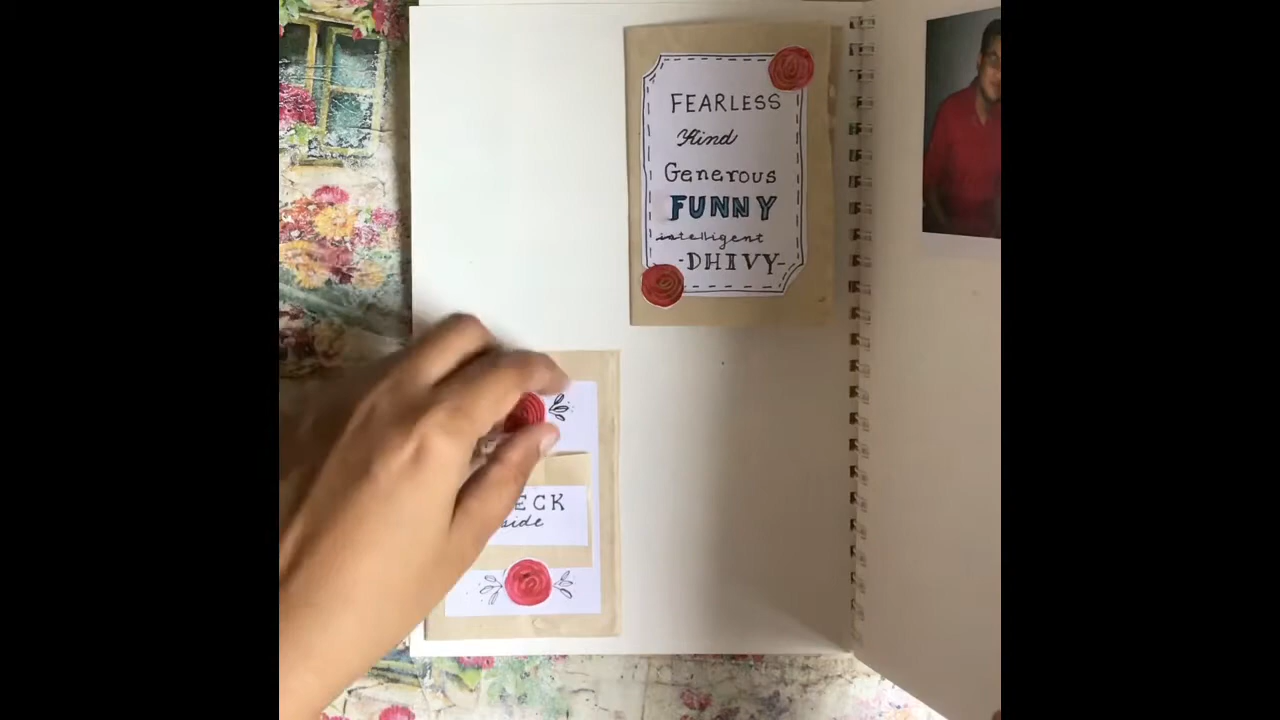 FEARLESS
Kind
Generous
FUNNY
intelligent
-DHIVY-
ECK
side